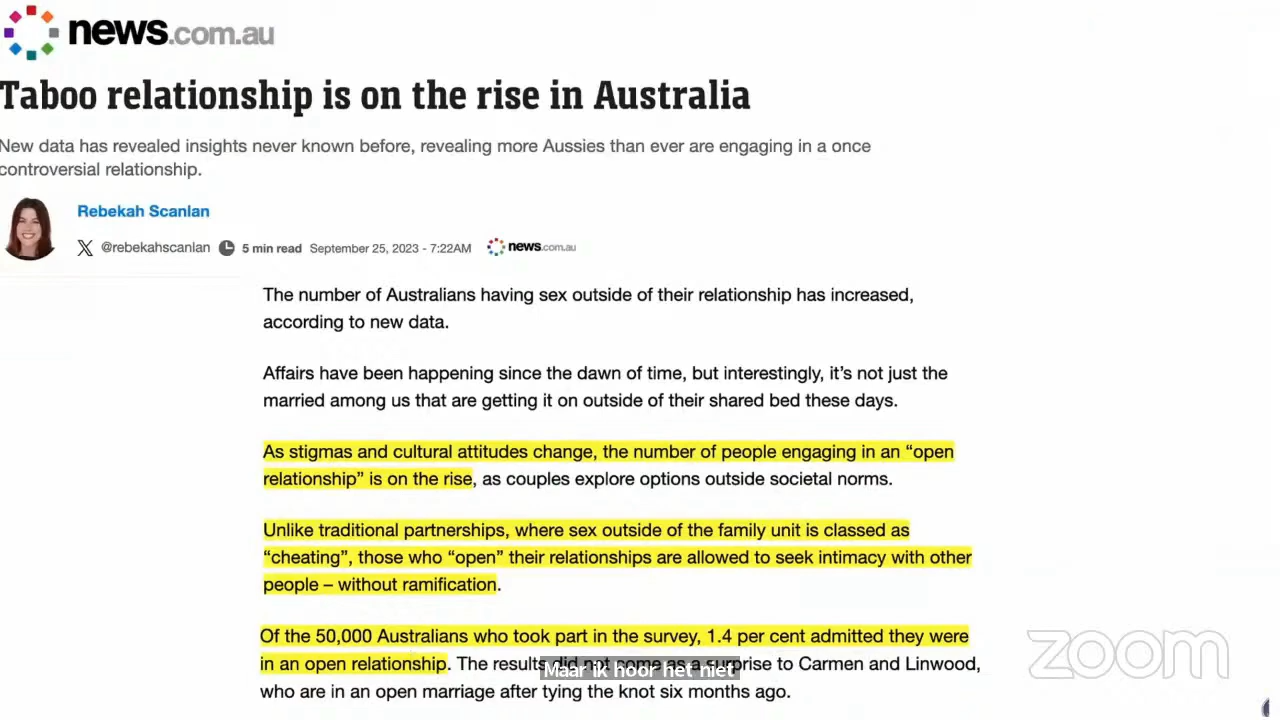 news.com.au
Taboo relationship is on the rise in Australia
New data has revealed insights never known before, revealing more Aussies than ever are engaging in a once
controversial relationship.
Rebekah Scanlan
@rebekahscanlan 5 min read September 25, 2023 - 7:22AM news.com.au
The number of Australians having sex outside of their relationship has increased,
according to new data.
Affairs have been happening since the dawn of time, but interestingly, it’s not just the
married among us that are getting it on outside of their shared bed these days.
As stigmas and cultural attitudes change, the number of people engaging in an “open
relationship” is on the rise, as couples explore options outside societal norms.
Unlike traditional partnerships, where sex outside of the family unit is classed as
“cheating”, those who “open” their relationships are allowed to seek intimacy with other
people – without ramification.
Of the 50,000 Australians who took part in the survey, 1.4 per cent admitted they were
in an open relationship. The results did not come as a surprise to Carmen and Linwood,
Maar ik hoor het niet
who are in an open marriage after tying the knot six months ago.
zoom